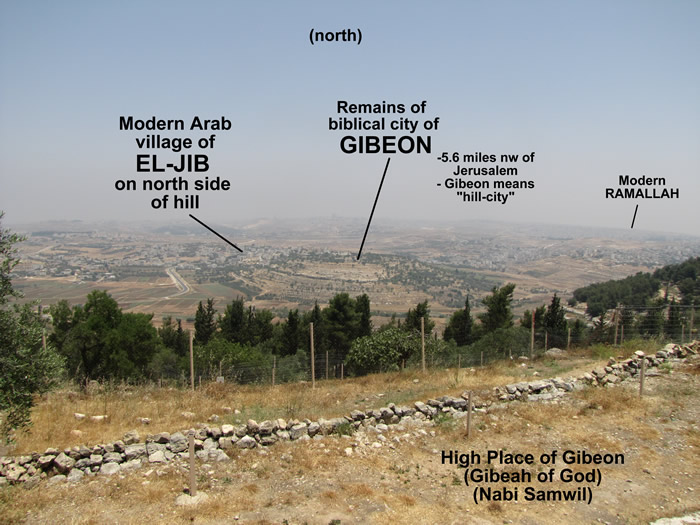 (north)
Modern Arab
village of
EL-JIB
on north side
of hill
Remains of
biblical city of
GIBEON
-5.6 miles nw of
Jerusalem
- Gibeon means
"hill-city"
Modern
RAMALLAH
High Place of Gibeon
(Gibeah of God)
(Nabi Samwil)